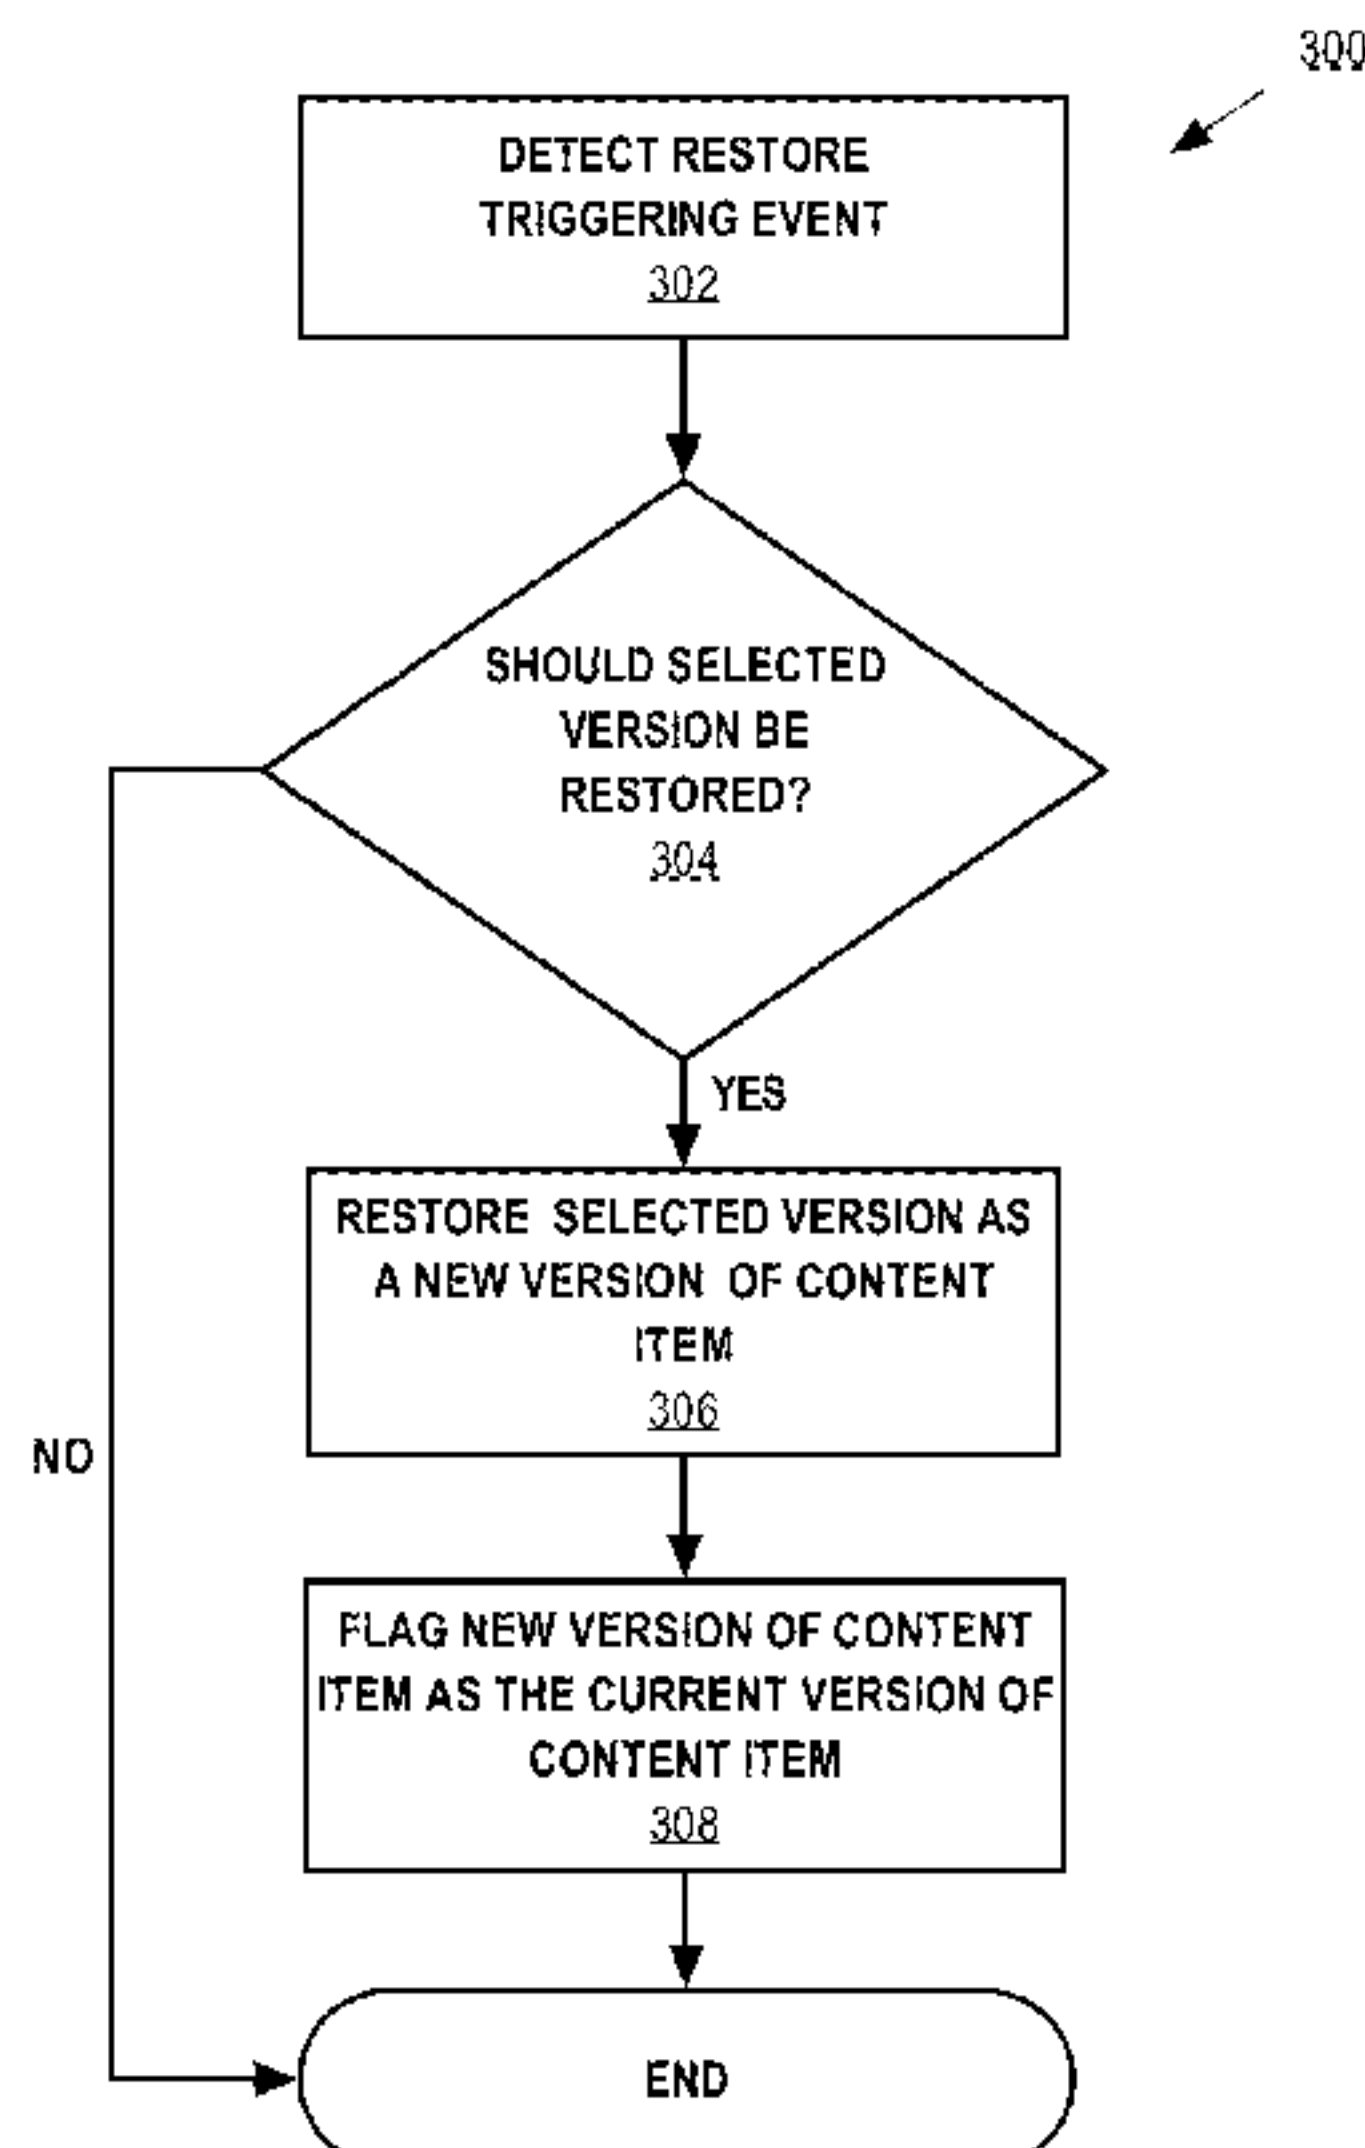 300
DETECT RESTORE
TRIGGERING EVENT
302
SHOULD SELECTED
VERSION BE
RESTORED?
304
YES
RESTORE SELECTED VERSION AS
A NEW VERSION OF CONTENT
ITEM
306
NO
FLAG NEW VERSION OF CONTENT
ITEM AS THE CURRENT VERSION OF
CONTENT ITEM
308
END